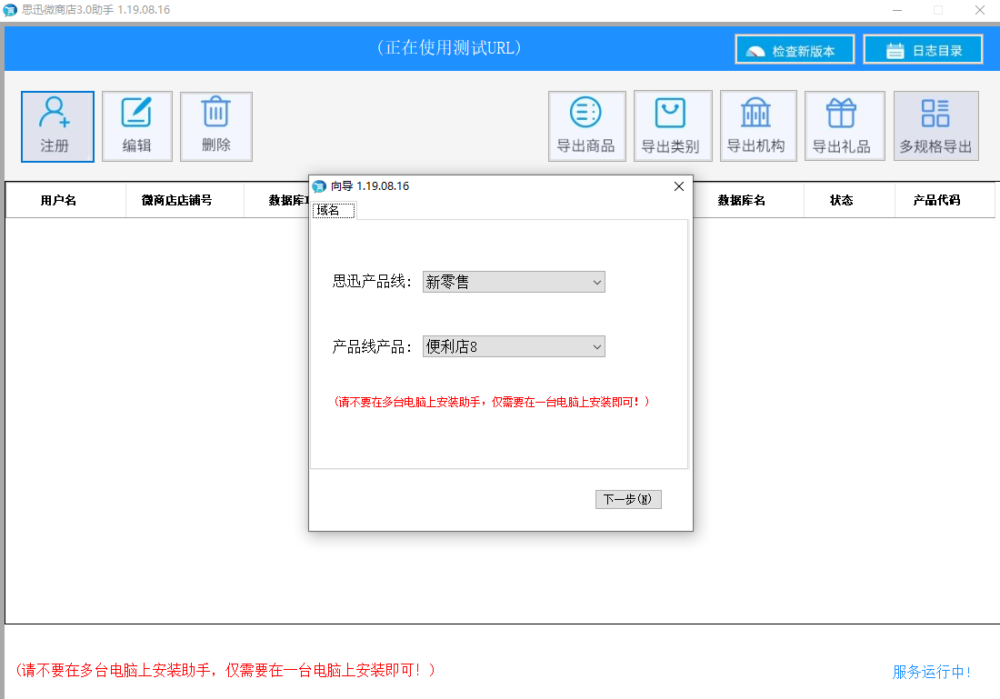 思迅微商店3.0助手 1.19.08.16
(正在使用测试URL)
检查新版本
日志目录
注册
编辑
删除
导出商品
导出类别
导出机构
导出礼品
多规格导出
用户名
微商店店铺号
数据库
数据库名
状态
产品代码
向导 1.19.08.16
域名
思迅产品线:
新零售
产品线产品:
便利店8
(请不要在多台电脑上安装助手,仅需要在一台电脑上安装即可!)
下一步(N)
(请不要在多台电脑上安装助手,仅需要在一台电脑上安装即可!)
服务运行中!